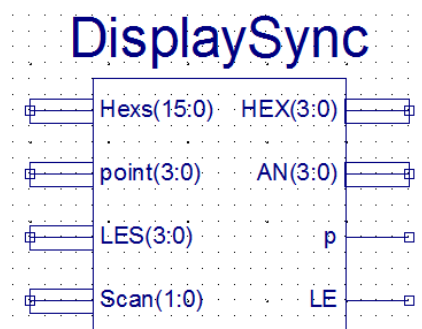 DisplaySync
Hexs(15:0) HEX(3:0)
point(3:0) AN(3:0)
LES(3:0) p
Scan(1:0) LE